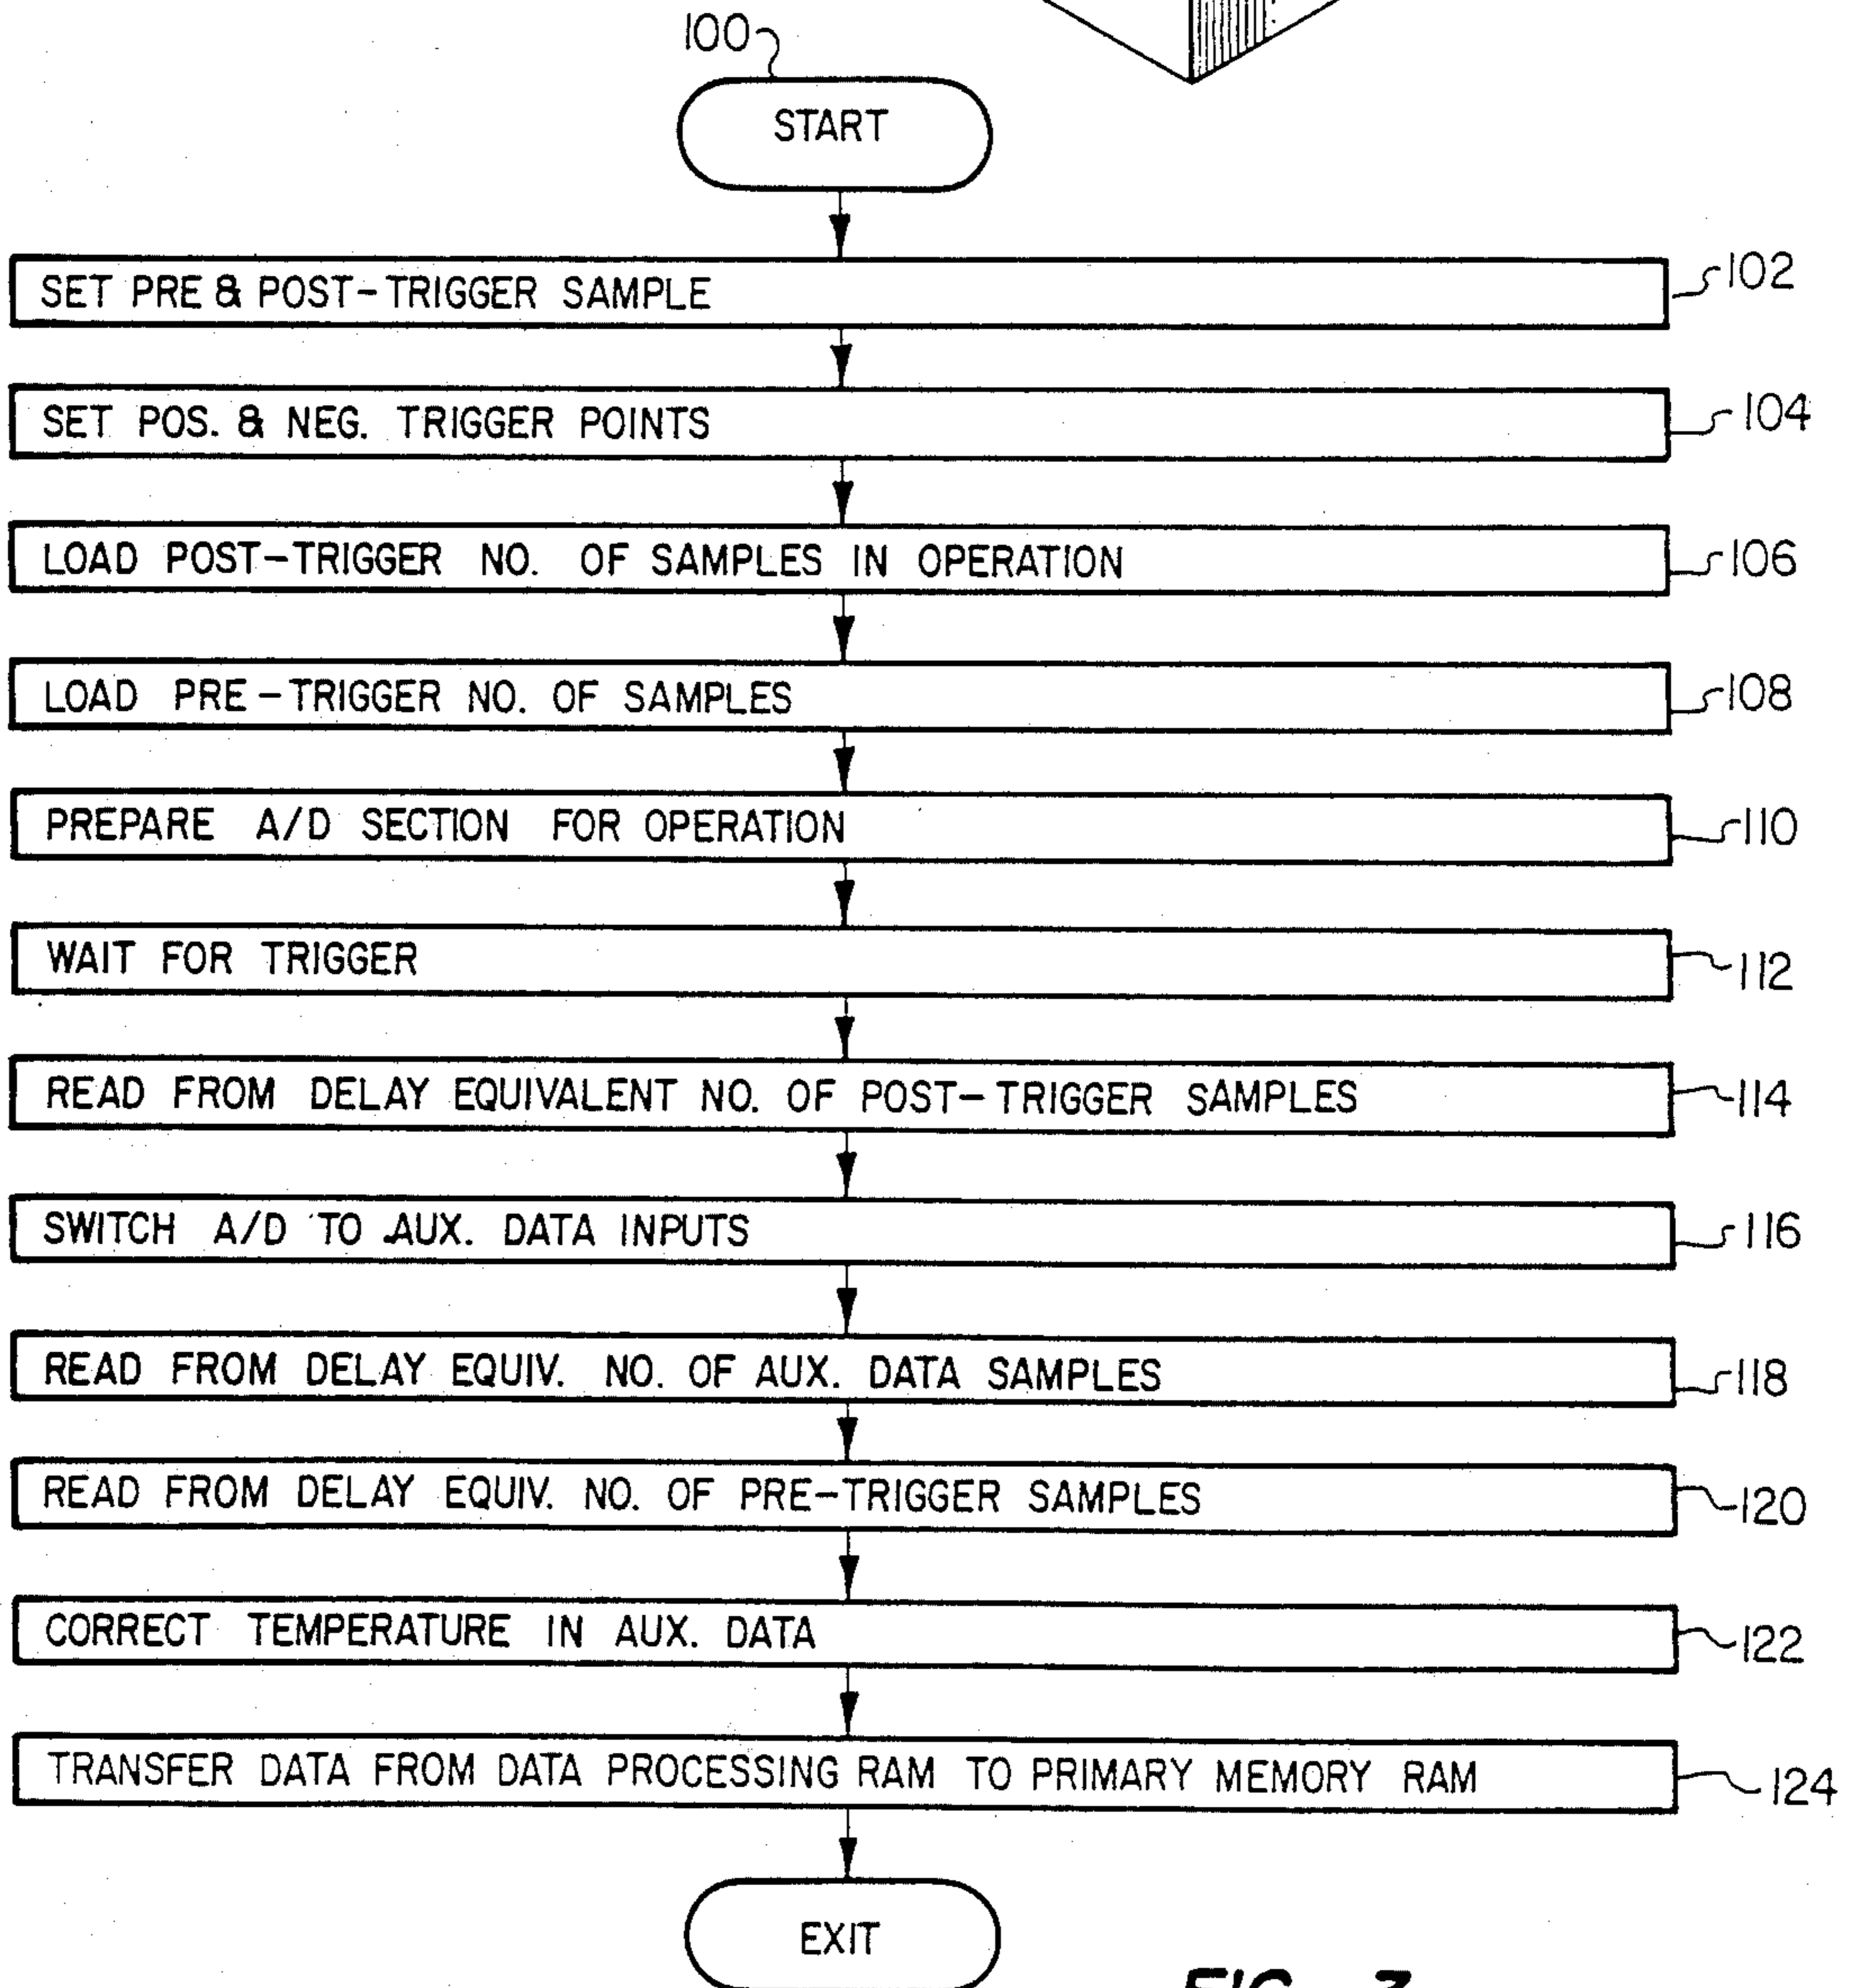 100
START
SET PRE & POST-TRIGGER SAMPLE 102
SET POS. & NEG. TRIGGER POINTS 104
LOAD POST-TRIGGER NO. OF SAMPLES IN OPERATION 106
LOAD PRE-TRIGGER NO. OF SAMPLES 108
PREPARE A/D SECTION FOR OPERATION 110
WAIT FOR TRIGGER 112
READ FROM DELAY EQUIVALENT NO. OF POST-TRIGGER SAMPLES 114
SWITCH A/D TO AUX. DATA INPUTS 116
READ FROM DELAY EQUIV. NO. OF AUX. DATA SAMPLES 118
READ FROM DELAY EQUIV. NO. OF PRE-TRIGGER SAMPLES 120
CORRECT TEMPERATURE IN AUX. DATA 122
TRANSFER DATA FROM DATA PROCESSING RAM TO PRIMARY MEMORY RAM 124
EXIT